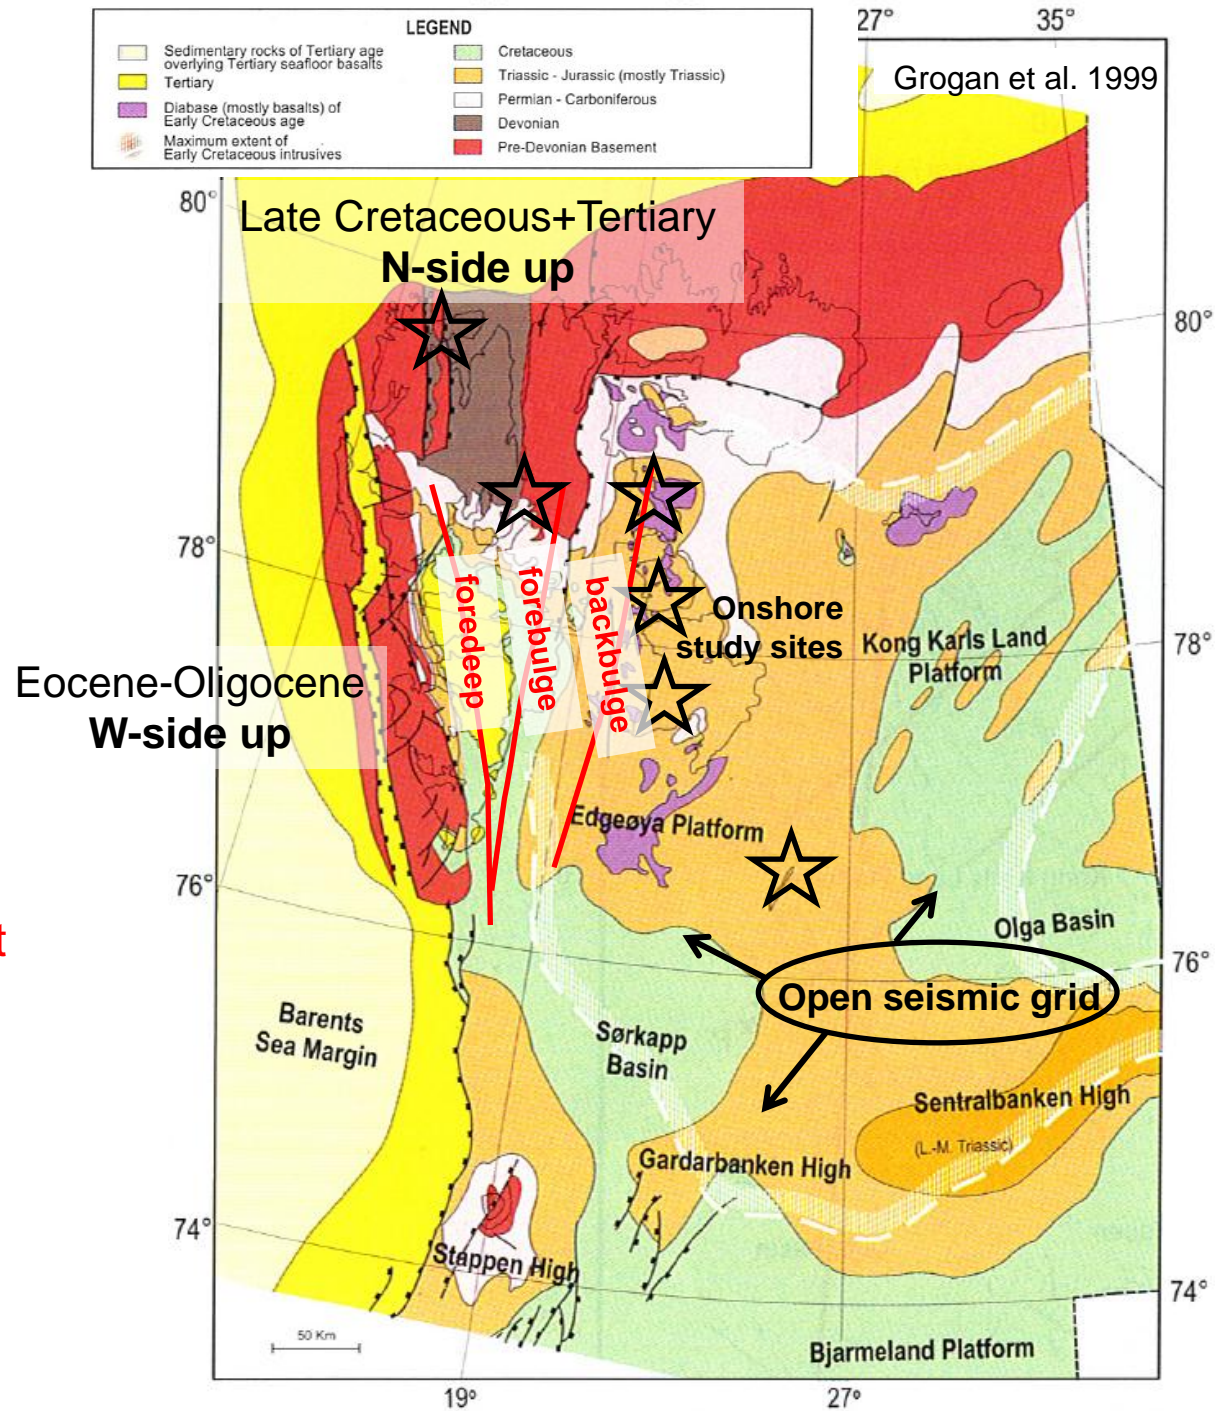 LEGEND
Sedimentary rocks of Tertiary age
overlying Tertiary seafloor basalts
Tertiary
Diabase (mostly basalts) of
Early Cretaceous age
Maximum extent of
Early Cretaceous intrusives
Cretaceous
Triassic - Jurassic (mostly Triassic)
Permian - Carboniferous
Devonian
Pre-Devonian Basement
27°
35°
Grogan et al. 1999
80°
Late Cretaceous+Tertiary
N-side up
80°
78°
foredeep
forebulge
backbulge
Onshore
study sites
Kong Karls Land
Platform
78°
Eocene-Oligocene
W-side up
Edgeøya Platform
76°
t
Olga Basin
76°
Open seismic grid
Barents
Sea Margin
Sørkapp
Basin
Sentralbanken High
(L.-M. Triassic)
Gardarbanken High
74°
Stappen High
74°
50 Km
Bjarmeland Platform
19°
27°